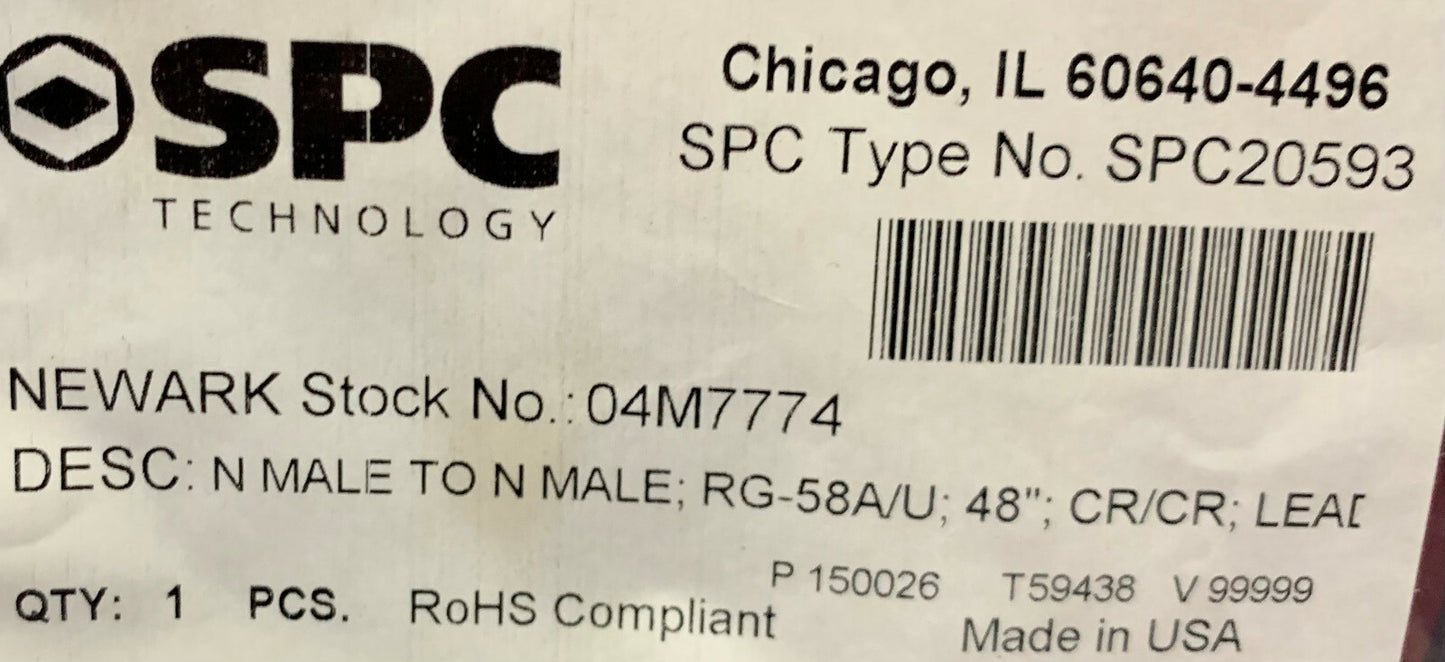 SPC
TECHNOLOGY
Chicago, IL 60640-4496
SPC Type No. SPC20593
NEWARK Stock No.: 04M7774
DESC: N MALE TO N MALE; RG-58A/U; 48"; CR/CR; LEAD
QTY: 1 PCS. RoHS Compliant
P 150026 T59438 V 99999
Made in USA